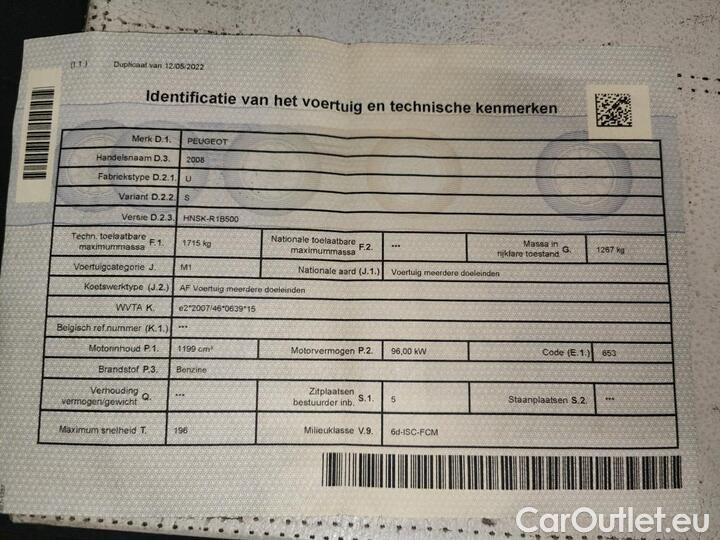 (1.1.) Duplicaat van 12/05/2022
Identificatie van het voertuig en technische kenmerken
Merk D.1. PEUGEOT
Handelsnaam D.3. 2008
Fabriekstype D.2.1. U
Variant D.2.2. S
Versie D.2.3. HNSK-R1B500
Techn. toelaatbare maximummassa F.1. 1715 kg Nationale toelaatbare maximummassa F.2. *** Massa in rijklare toestand G. 1267 kg
Voertuigcategorie J. M1 Nationale aard (J.1.) Voertuig meerdere doeleinden
Koetswerktype (J.2.) AF Voertuig meerdere doeleinden
WVTA K. e2*2007/46*0639*15
Belgisch ref.nummer (K.1.) ***
Motorinhoud P.1. 1199 cm³ Motorvermogen P.2. 96,00 kW Code (E.1.) 653
Brandstof P.3. Benzine
Verhouding vermogen/gewicht Q. *** Zitplaatsen bestuurder inb. S.1. 5 Staanplaatsen S.2. ***
Maximum snelheid T. 196 Milieuklasse V.9. 6d-ISC-FCM
CarOutlet.eu